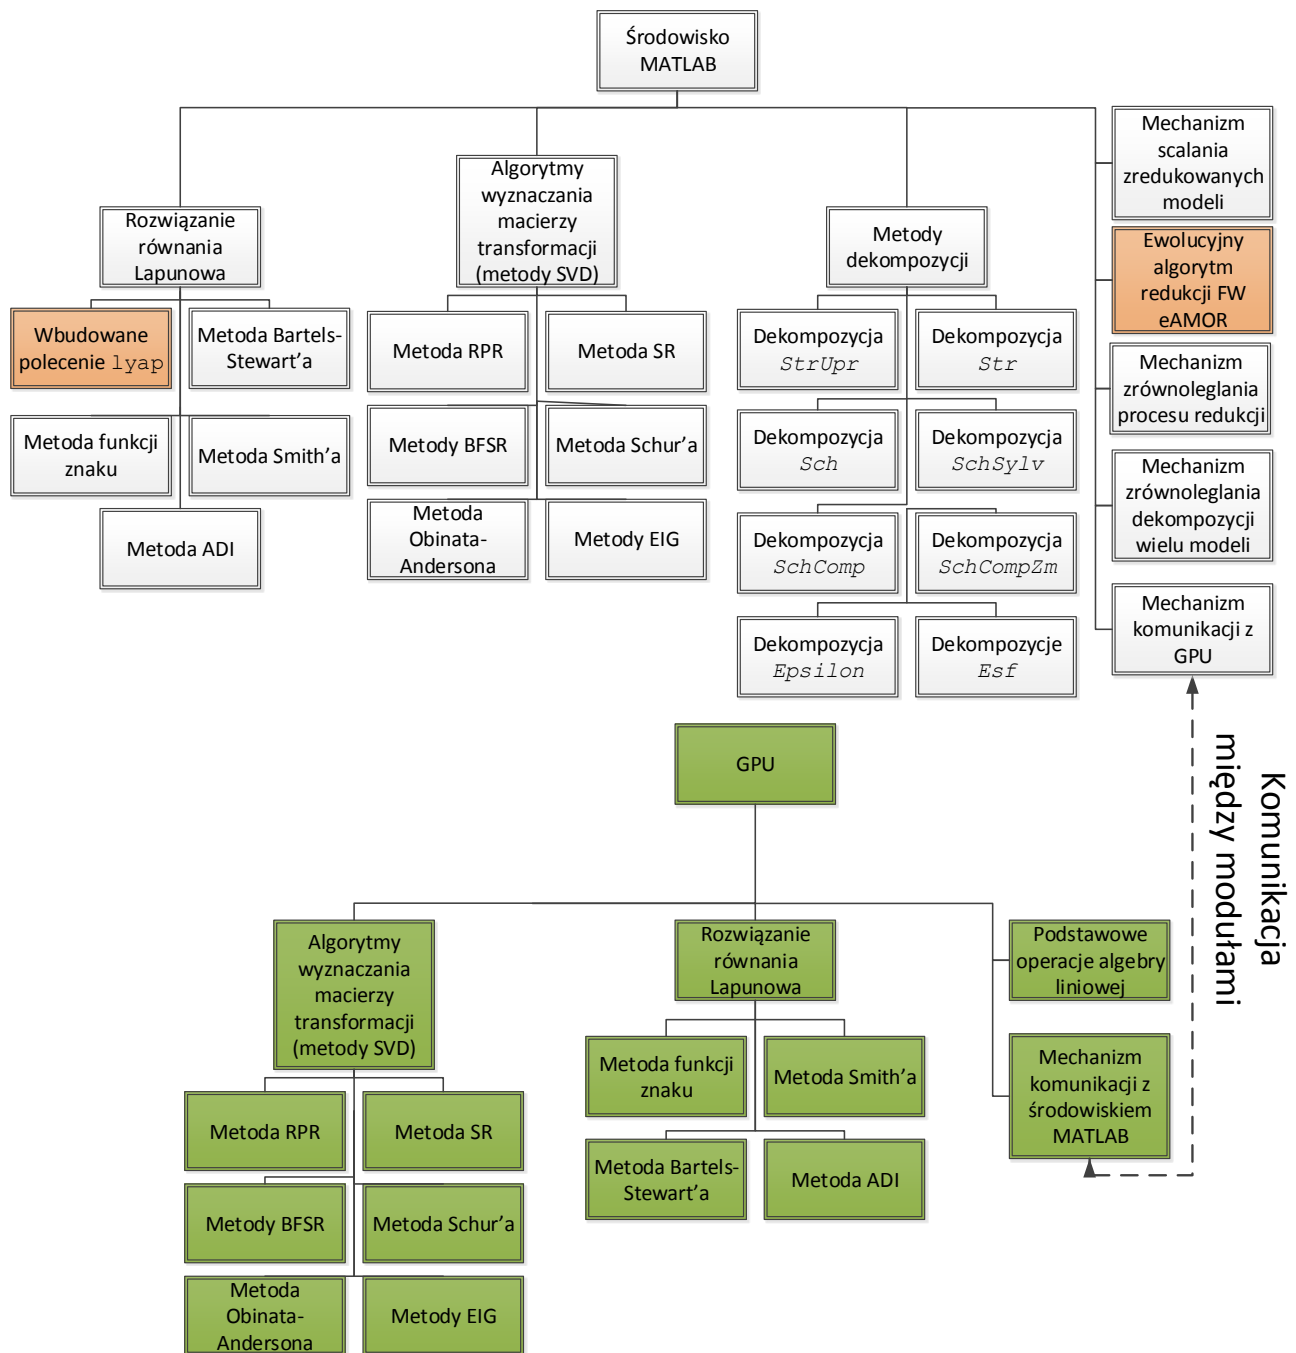 Środowisko
MATLAB
Rozwiązanie
równania
Lapunowa
Wbudowane
polecenie lyap
Metoda Bartels-
Stewart’a
Metoda funkcji
znaku
Metoda Smith’a
Metoda ADI
Algorytmy
wyznaczania
macierzy
transformacji
(metody SVD)
Metoda RPR
Metoda SR
Metody BFSR
Metoda Schur’a
Metoda
Obinata-
Andersona
Metody EIG
Metody
dekompozycji
Dekompozycja
StrUpr
Dekompozycja
Str
Dekompozycja
Sch
Dekompozycja
SchSylv
Dekompozycja
SchComp
Dekompozycja
SchCompZm
Dekompozycja
Epsilon
Dekompozycje
Esf
Mechanizm
scalania
zredukowanych
modeli
Ewolucyjny
algorytm
redukcji FW
eAMOR
Mechanizm
zrównoleglania
procesu redukcji
Mechanizm
zrównoleglania
dekompozycji
wielu modeli
Mechanizm
komunikacji z
GPU
Komunikacja
między modułami
GPU
Algorytmy
wyznaczania
macierzy
transformacji
(metody SVD)
Metoda RPR
Metoda SR
Metody BFSR
Metoda Schur’a
Metoda
Obinata-
Andersona
Metody EIG
Rozwiązanie
równania
Lapunowa
Metoda funkcji
znaku
Metoda Smith’a
Metoda Bartels-
Stewart’a
Metoda ADI
Podstawowe
operacje algebry
liniowej
Mechanizm
komunikacji z
środowiskiem
MATLAB